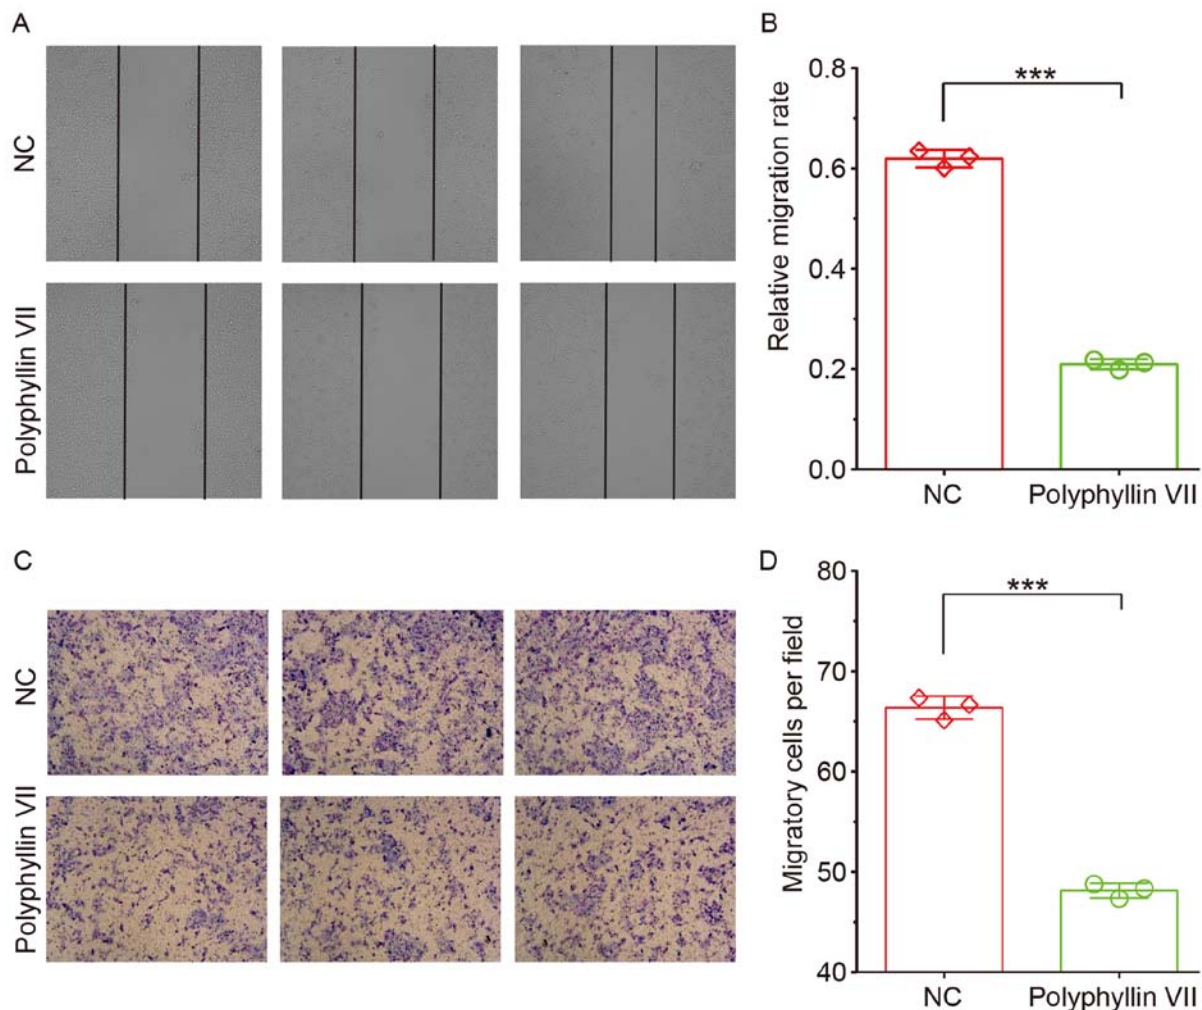 A
NC
Polyphyllin VII
B
Relative migration rate
0.8
0.6
0.4
0.2
0.0
***
NC
Polyphyllin VII
C
NC
Polyphyllin VII
D
Migratory cells per field
80
70
60
50
40
***
NC
Polyphyllin VII